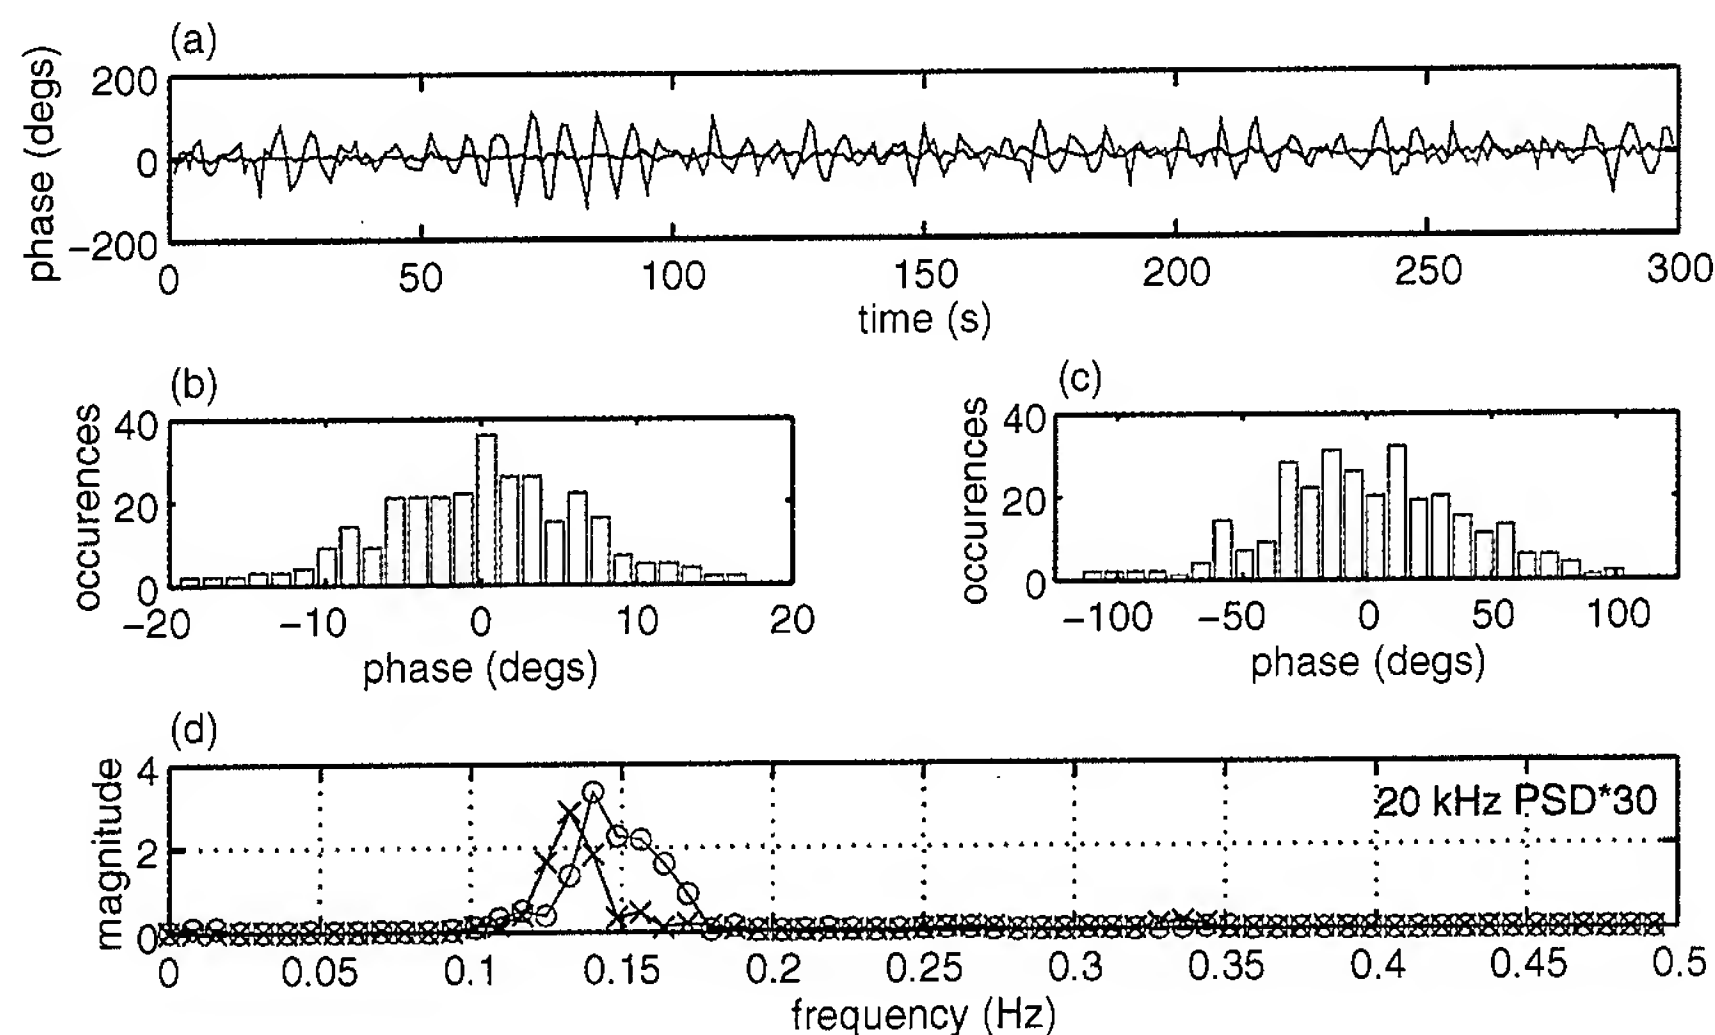 (a)
phase (degs)
200
0
−200
0 50 100 150 200 250 300
time (s)
(b)
occurences
40
20
0
−20 −10 0 10 20
phase (degs)
(c)
occurences
40
20
0
−100 −50 0 50 100
phase (degs)
(d)
magnitude
4
2
0
20 kHz PSD*30
0 0.05 0.1 0.15 0.2 0.25 0.3 0.35 0.4 0.45 0.5
frequency (Hz)